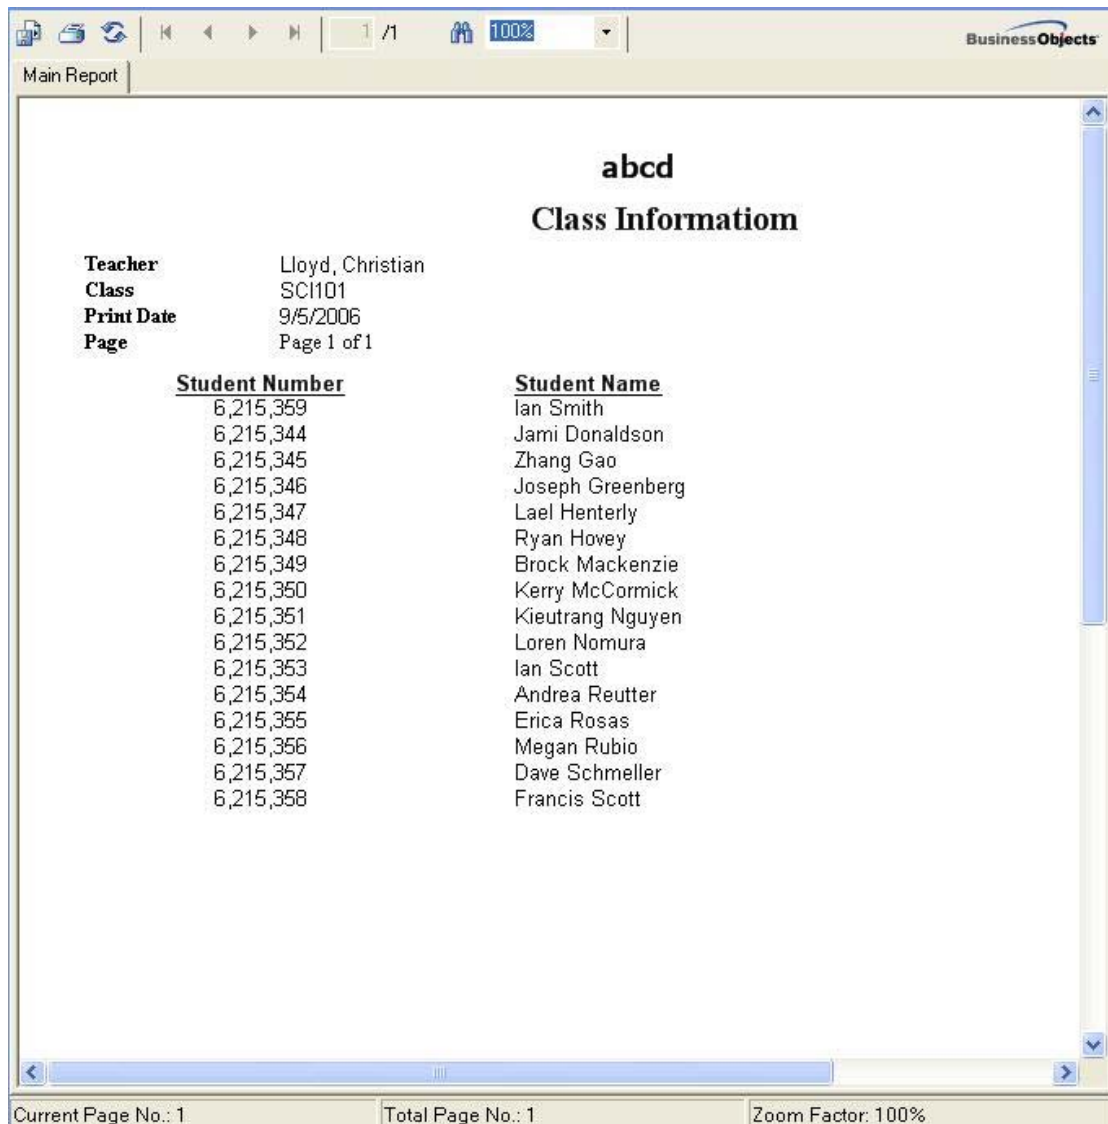 1 /1 100% BusinessObjects
Main Report
abcd
Class Informatiom
Teacher Lloyd, Christian
Class SCI101
Print Date 9/5/2006
Page Page 1 of 1
Student Number Student Name
6,215,359 Ian Smith
6,215,344 Jami Donaldson
6,215,345 Zhang Gao
6,215,346 Joseph Greenberg
6,215,347 Lael Henterly
6,215,348 Ryan Hovey
6,215,349 Brock Mackenzie
6,215,350 Kerry McCormick
6,215,351 Kieutrang Nguyen
6,215,352 Loren Nomura
6,215,353 Ian Scott
6,215,354 Andrea Reutter
6,215,355 Erica Rosas
6,215,356 Megan Rubio
6,215,357 Dave Schmeller
6,215,358 Francis Scott
Current Page No.: 1 Total Page No.: 1 Zoom Factor: 100%